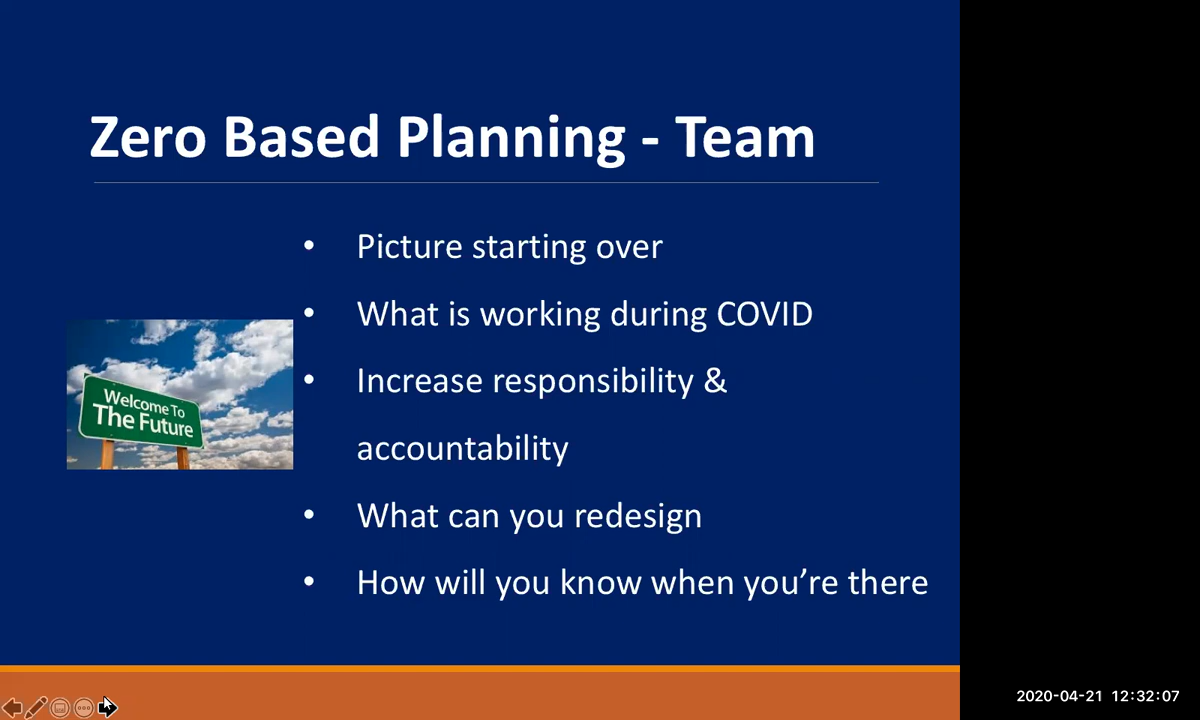 Zero Based Planning - Team
• Picture starting over
• What is working during COVID
• Increase responsibility &
accountability
• What can you redesign
• How will you know when you’re there
Welcome To
The Future
2020-04-21 12:32:07